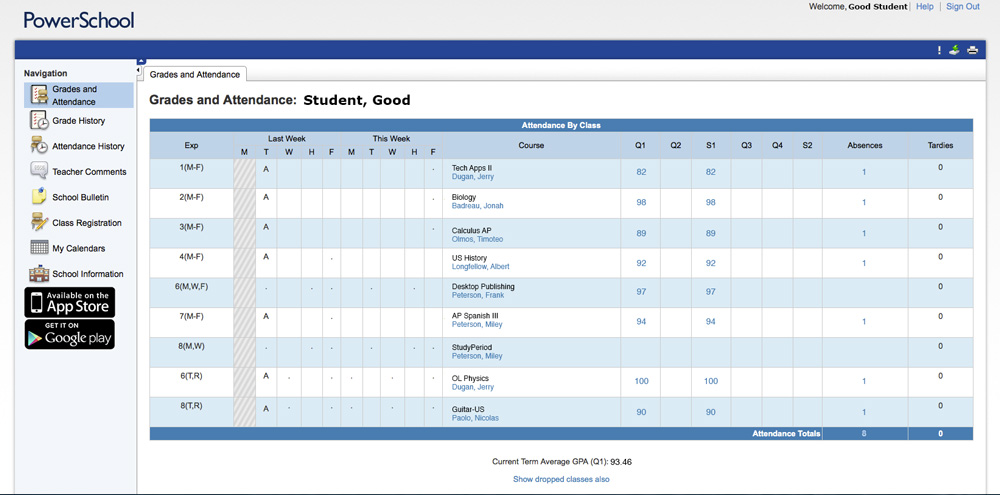 Welcome, Good Student | Help | Sign Out
PowerSchool
Navigation
Grades and Attendance
Grades and
Attendance
Grade History
Attendance History
Teacher Comments
School Bulletin
Class Registration
My Calendars
School Information
Available on the
App Store
GET IT ON
Google play
Grades and Attendance: Student, Good
Attendance By Class
Exp Last Week This Week Course Q1 Q2 S1 Q3 Q4 S2 Absences Tardies
M T W H F M T W H F
1(M-F) A . Tech Apps II 82 82 1 0
Dugan, Jerry
2(M-F) A . Biology 98 98 1 0
Badreau, Jonah
3(M-F) A . Calculus AP 89 89 1 0
Olmos, Timoteo
4(M-F) A . US History 92 92 1 0
Longfellow, Albert
6(M,W,F) . . . . . Desktop Publishing 97 97 0
Peterson, Frank
7(M-F) A . AP Spanish III 94 94 1 0
Peterson, Miley
8(M,W) . . . . . . StudyPeriod 0
Peterson, Miley
6(T,R) A . . . . . OL Physics 100 100 1 0
Dugan, Jerry
8(T,R) A . . . . . Guitar-US 90 90 1 0
Paolo, Nicolas
Attendance Totals 8 0
Current Term Average GPA (Q1): 93.46
Show dropped classes also